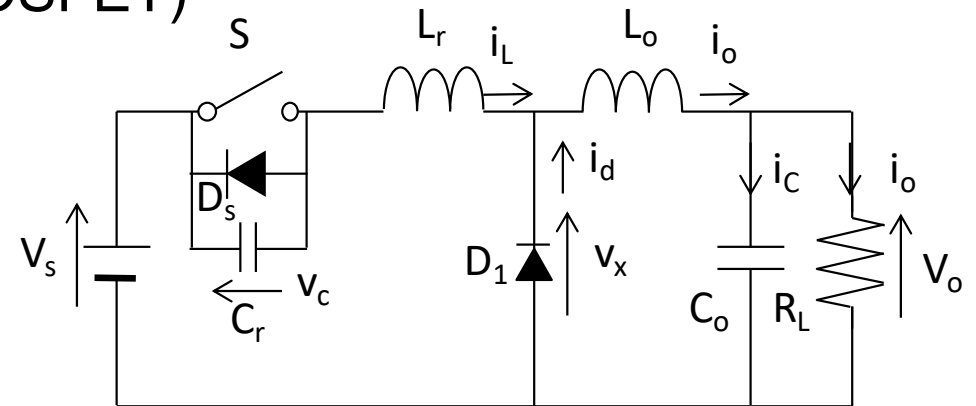 S
L_r
i_L
L_o
i_o
D_s
i_d
i_C
i_o
V_s
D_1
v_x
V_o
v_c
C_r
C_o
R_L